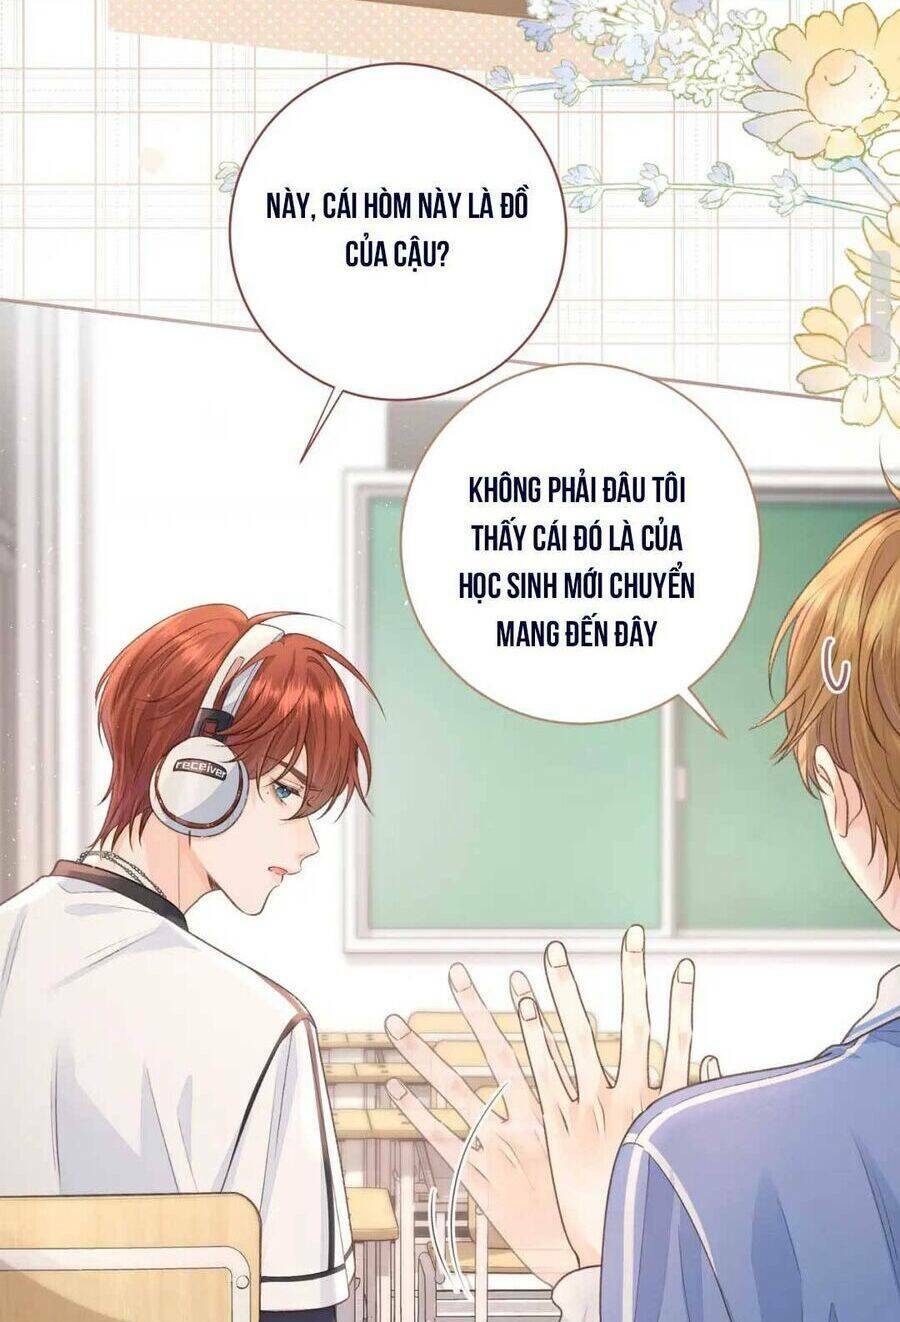 NÀY, CÁI HÒM NÀY LÀ ĐỒ
CỦA CẬU?
KHÔNG PHẢI ĐÂU TÔI
THẤY CÁI ĐÓ LÀ CỦA
HỌC SINH MỚI CHUYỂN
MANG ĐẾN ĐÂY
receiver